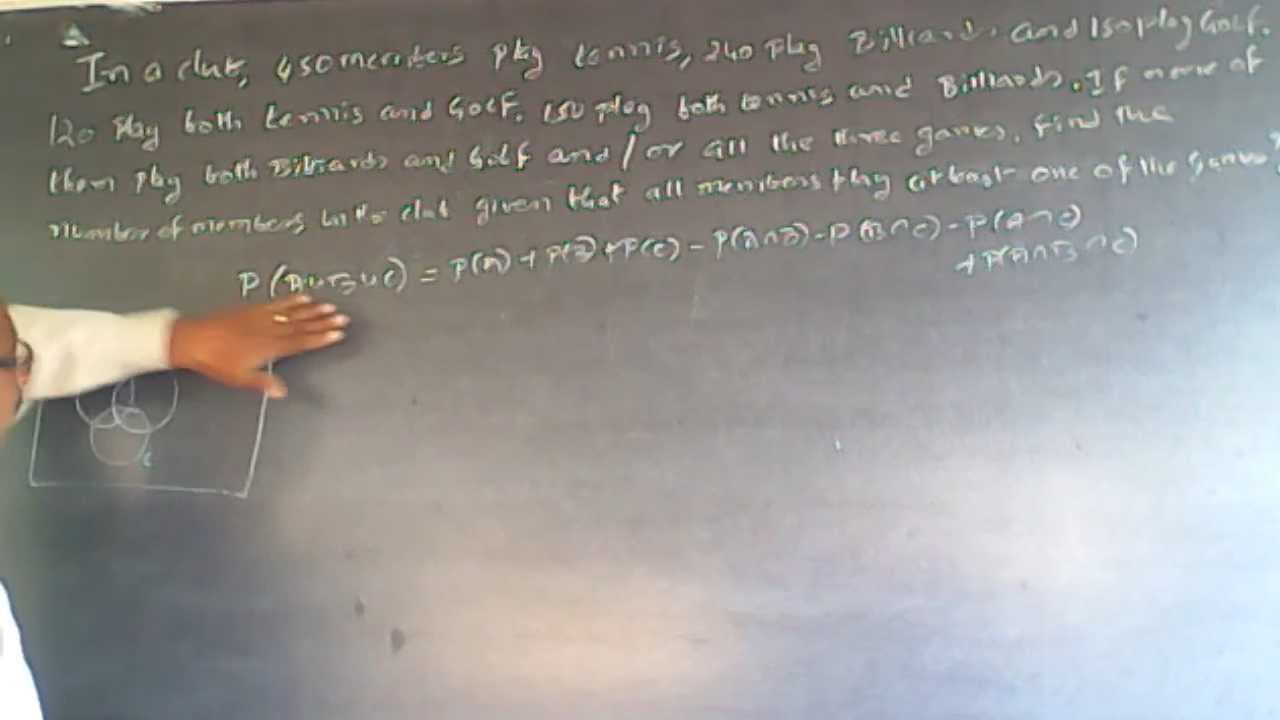 In a club, 450 members play tennis, 240 play Billiards. and 150 play Golf.
120 Play both tennis and Golf. 150 play both tennis and Billiards. If none of
them play both Billiards and Golf and/or all the three games, find the
number of members in the club given that all members play atleast one of the games?
P(A∪B∪C) = P(A) + P(B) + P(C) - P(A∩B) - P(B∩C) - P(A∩C)
+ P(A∩B∩C)
C